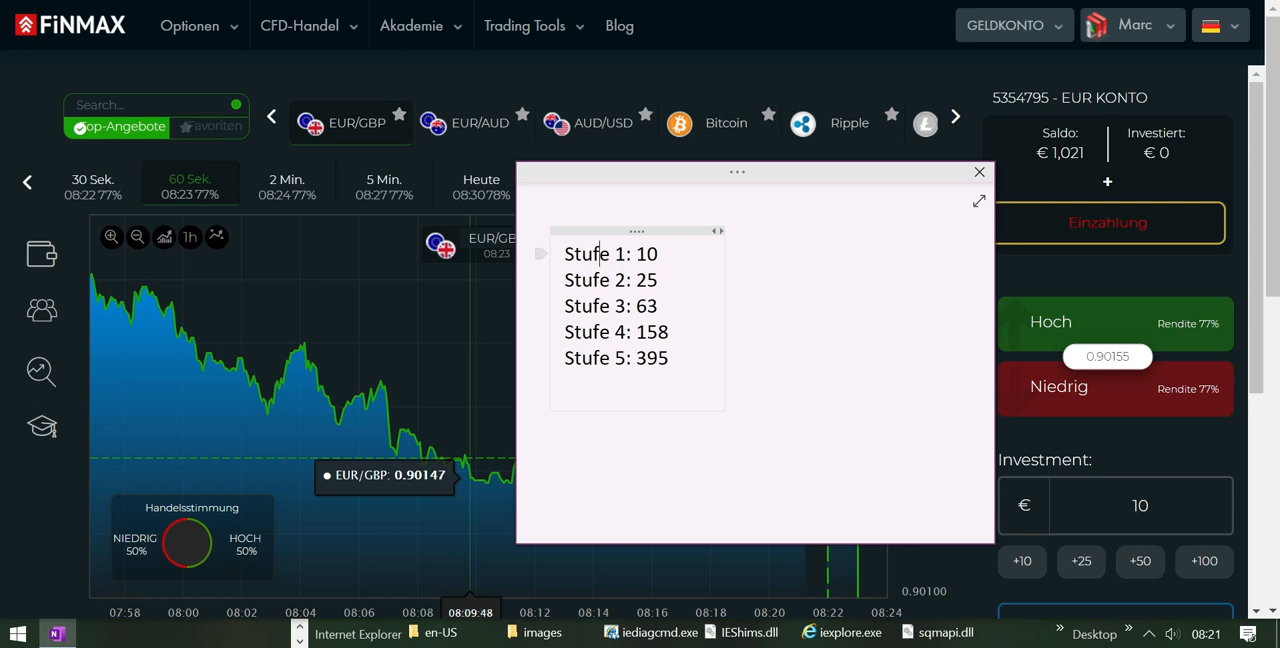 FiNMAX
Optionen
CFD-Handel
Akademie
Trading Tools
Blog
GELDKONTO
Marc
Search...
Top-Angebote
Favoriten
EUR/GBP
EUR/AUD
AUD/USD
Bitcoin
Ripple
5354795 - EUR KONTO
Saldo:
€ 1,021
Investiert:
€ 0
+
Einzahlung
30 Sek.
08:22 77%
60 Sek.
08:23 77%
2 Min.
08:24 77%
5 Min.
08:27 77%
Heute
08:30 78%
1h
EUR/GB
08:23
Stufe 1: 10
Stufe 2: 25
Stufe 3: 63
Stufe 4: 158
Stufe 5: 395
Hoch
Rendite 77%
0.90155
Niedrig
Rendite 77%
EUR/GBP: 0.90147
Handelsstimmung
NIEDRIG
50%
HOCH
50%
Investment:
€ 10
+10
+25
+50
+100
0.90100
07:58 08:00 08:02 08:04 08:06 08:08 08:09:48 08:12 08:14 08:16 08:18 08:20 08:22 08:24
Internet Explorer
en-US
images
iediagcmd.exe
IEShims.dll
iexplore.exe
sqmapi.dll
Desktop
08:21